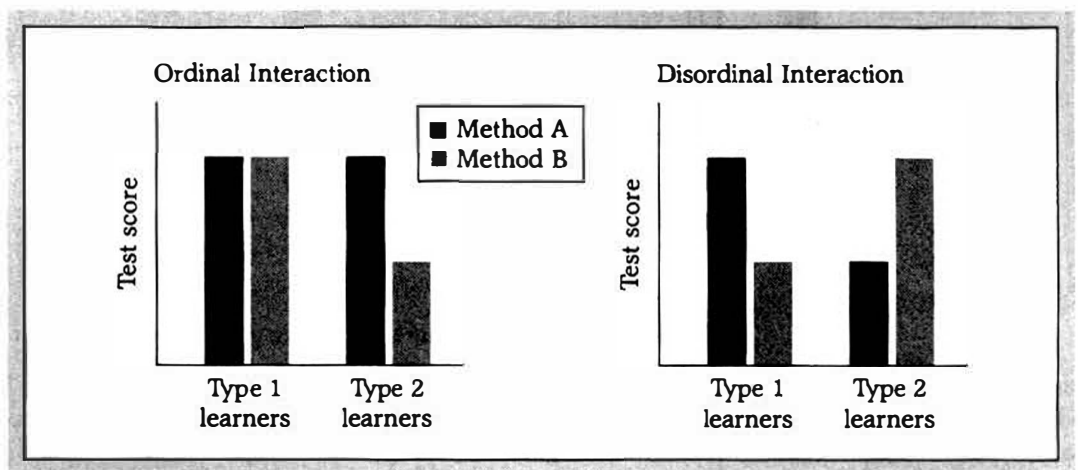 Ordinal Interaction
Method A
Method B
Test score
Type 1
learners
Type 2
learners
Disordinal Interaction
Test score
Type 1
learners
Type 2
learners